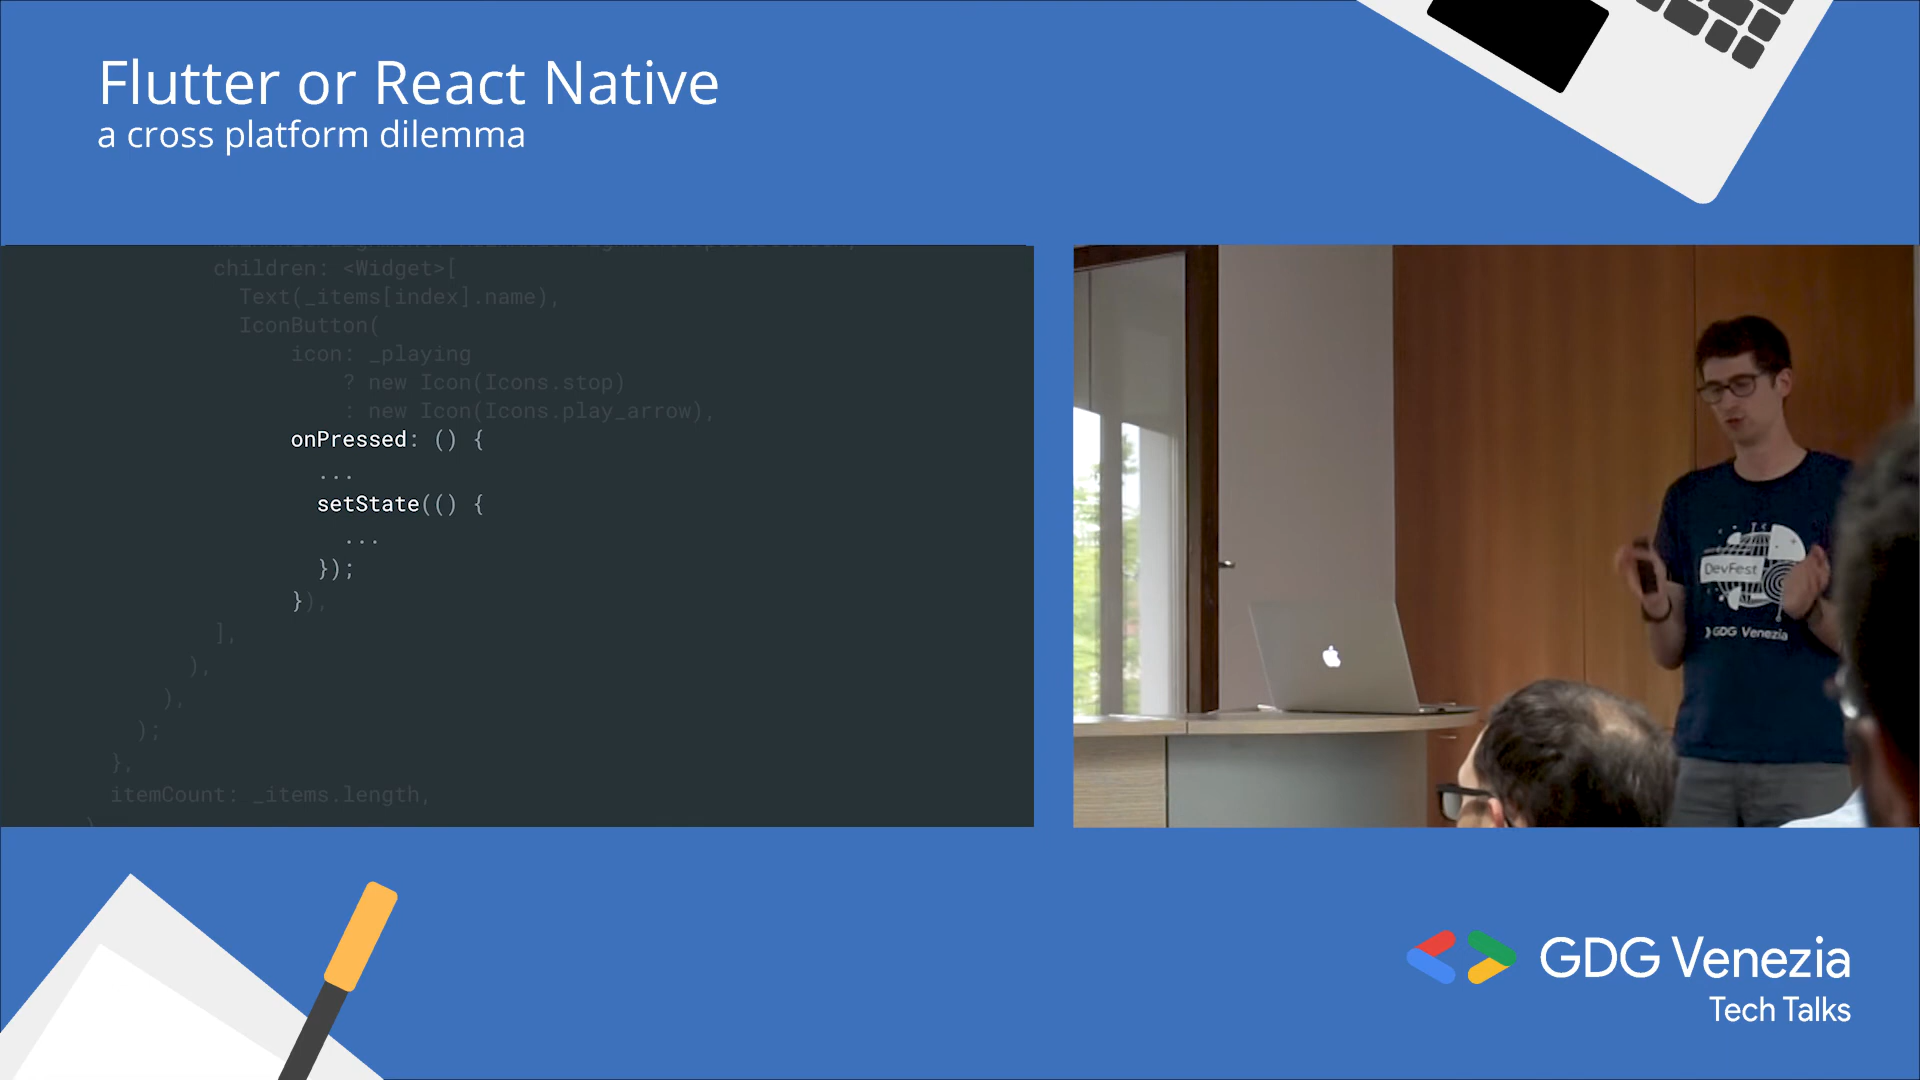 Flutter or React Native
a cross platform dilemma
children: <Widget>[
Text(_items[index].name),
IconButton(
icon: _playing
? new Icon(Icons.stop)
: new Icon(Icons.play_arrow),
onPressed: () {
...
setState(() {
...
});
}),
],
),
),
);
},
itemCount: _items.length,
)
DevFest
GDG Venezia
GDG Venezia
Tech Talks